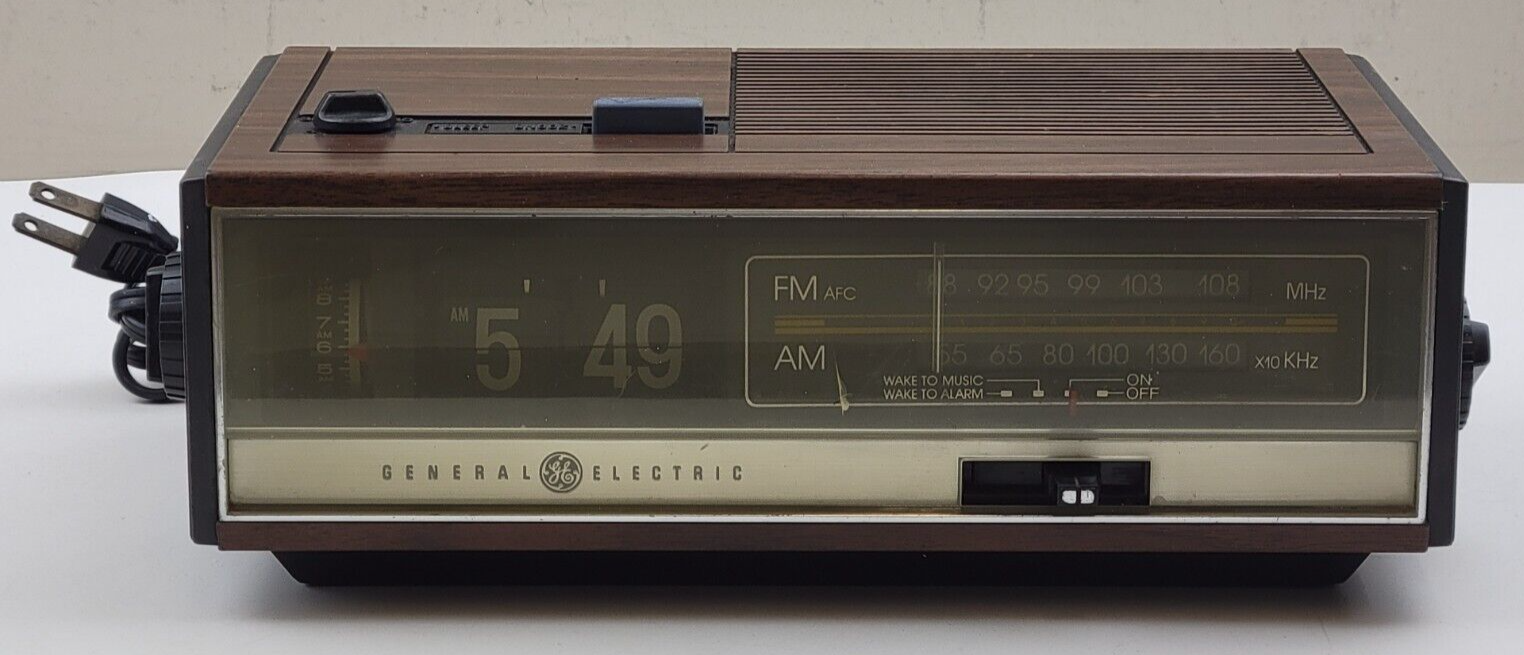 AM 5 49
FM AFC 88 92 95 99 103 108 MHz
AM 55 65 80 100 130 160 X10 KHz
WAKE TO MUSIC ON
WAKE TO ALARM OFF
GENERAL GE ELECTRIC